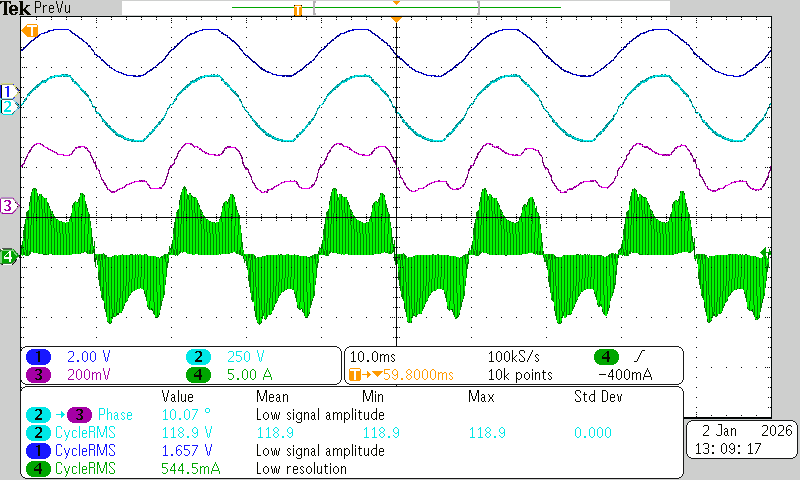 Tek PreVu
T
T
1
2
3
4
1 2.00 V 2 250 V
3 200mV 4 5.00 A
10.0ms 100kS/s 4
T→▼59.8000ms 10k points −400mA
Value Mean Min Max Std Dev
2 → 3 Phase 10.07 ° Low signal amplitude
2 CycleRMS 118.9 V 118.9 118.9 118.9 0.000
1 CycleRMS 1.657 V Low signal amplitude
4 CycleRMS 544.5mA Low resolution
2 Jan 2026
13:09:17